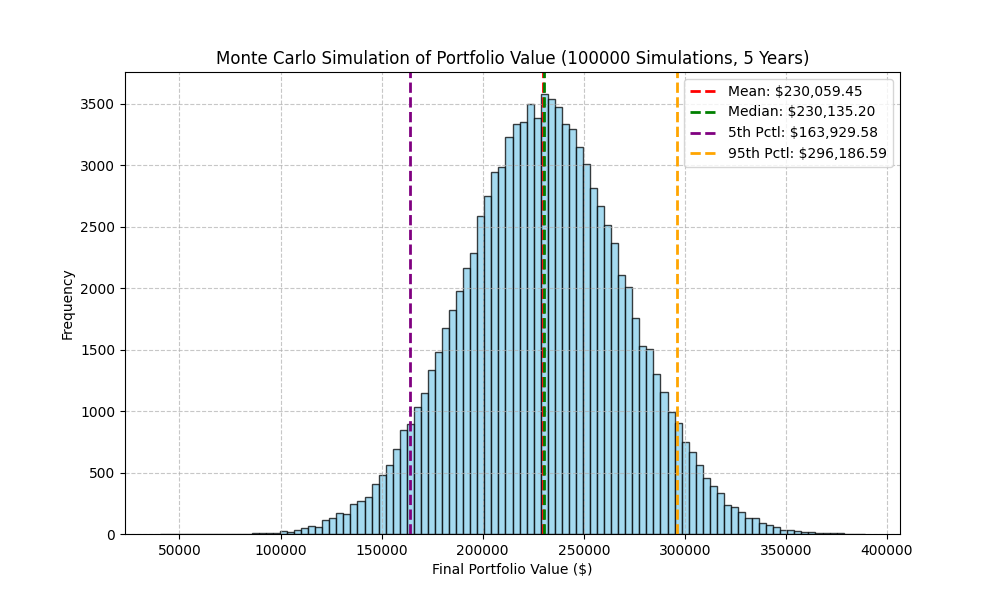 Monte Carlo Simulation of Portfolio Value (100000 Simulations, 5 Years)
Mean: $230,059.45
Median: $230,135.20
5th Pctl: $163,929.58
95th Pctl: $296,186.59
Frequency
3500
3000
2500
2000
1500
1000
500
0
50000 100000 150000 200000 250000 300000 350000 400000
Final Portfolio Value ($)